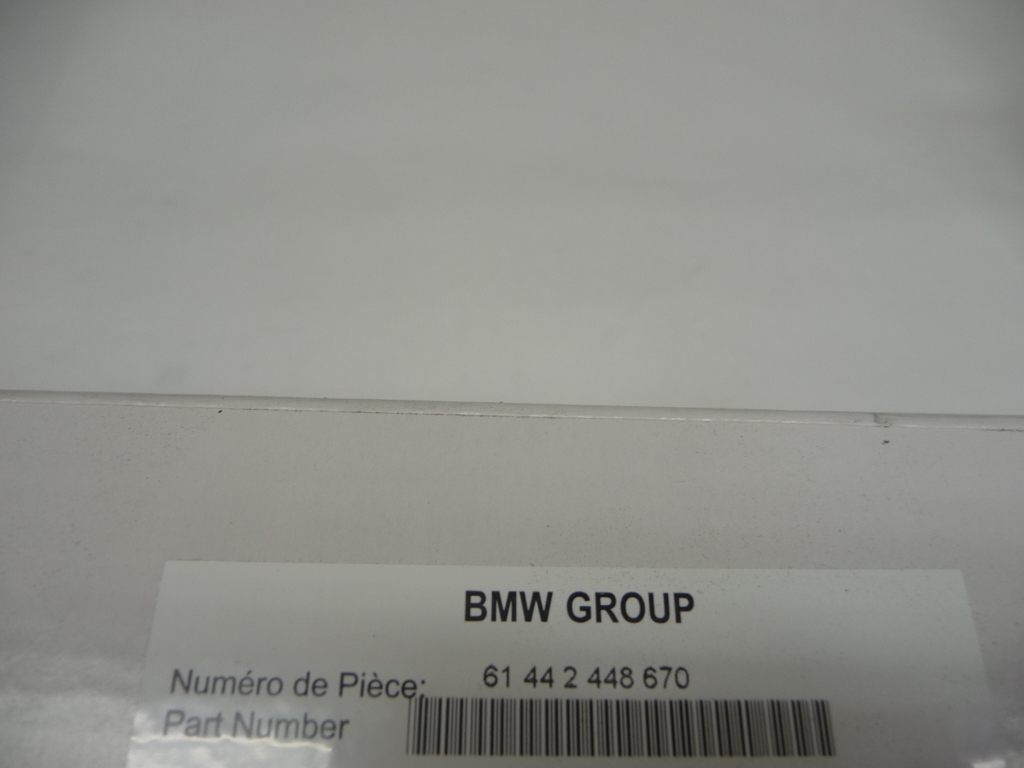 BMW GROUP
Numéro de Pièce: 61 44 2 448 670
Part Number